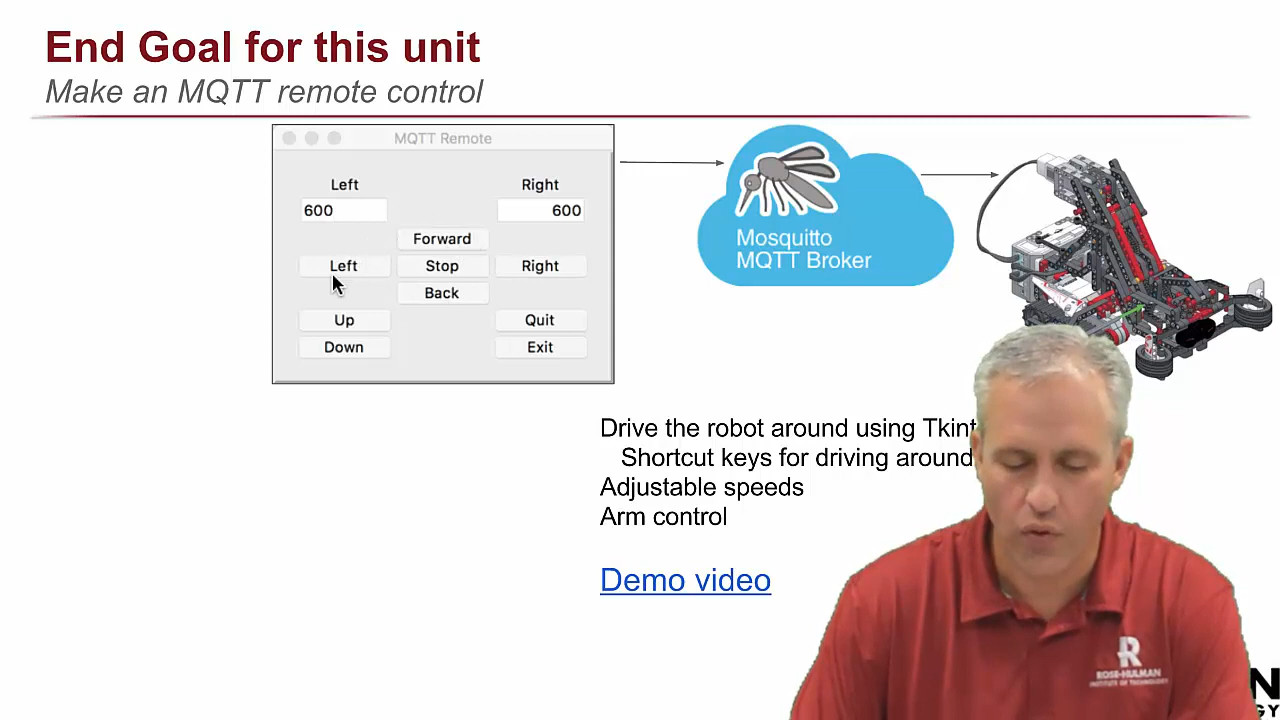 End Goal for this unit
Make an MQTT remote control
MQTT Remote
Left Right
600 600
Forward
Left Stop Right
Back
Up Quit
Down Exit
Mosquitto
MQTT Broker
Drive the robot around using
Shortcut keys for driving around
Adjustable speeds
Arm control
Demo video
ROSE-HULMAN
INSTITUTE OF TECHNOLOGY